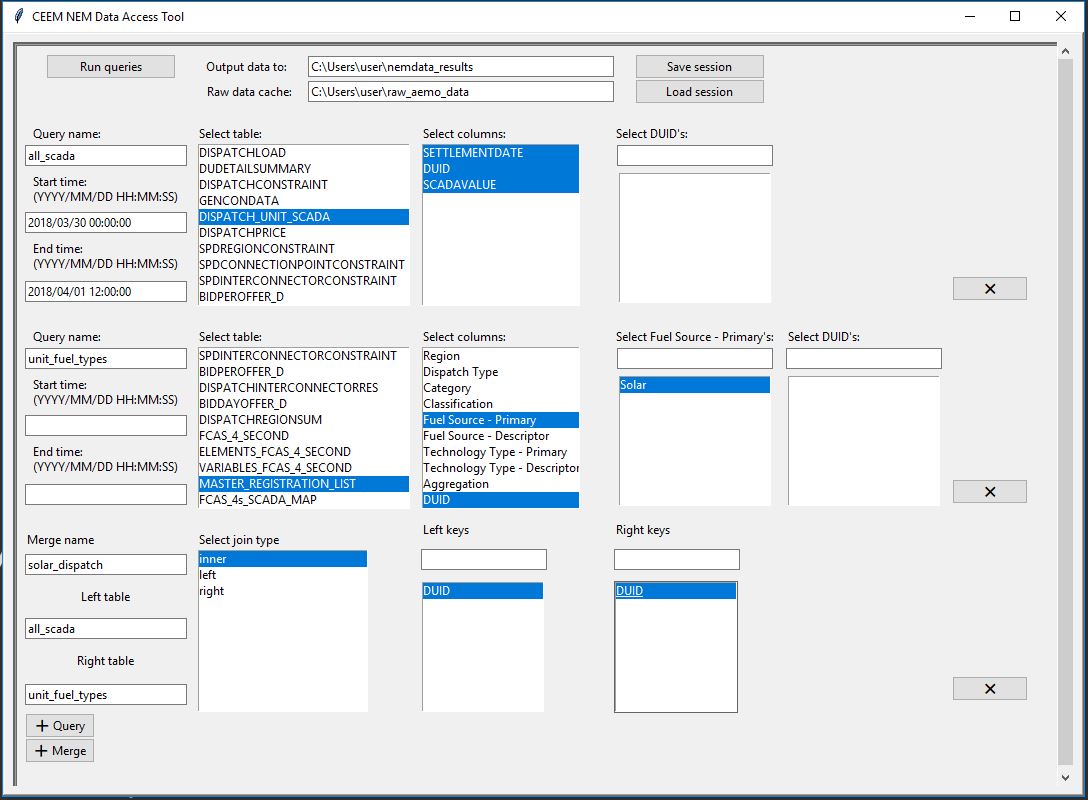 CEEM NEM Data Access Tool
Run queries
Output data to:
C:\Users\user\nemdata_results
Save session
Raw data cache:
C:\Users\user\raw_aemo_data
Load session
Query name:
all_scada
Start time:
(YYYY/MM/DD HH:MM:SS)
2018/03/30 00:00:00
End time:
(YYYY/MM/DD HH:MM:SS)
2018/04/01 12:00:00
Select table:
DISPATCHLOAD
DUDETAILSUMMARY
DISPATCHCONSTRAINT
GENCONDATA
DISPATCH_UNIT_SCADA
DISPATCHPRICE
SPDREGIONCONSTRAINT
SPDCONNECTIONPOINTCONSTRAINT
SPDINTERCONNECTORCONSTRAINT
BIDPEROFFER_D
Select columns:
SETTLEMENTDATE
DUID
SCADAVALUE
Select DUID's:
Query name:
unit_fuel_types
Start time:
(YYYY/MM/DD HH:MM:SS)
End time:
(YYYY/MM/DD HH:MM:SS)
Select table:
SPDINTERCONNECTORCONSTRAINT
BIDPEROFFER_D
DISPATCHINTERCONNECTORRES
BIDDAYOFFER_D
DISPATCHREGIONSUM
FCAS_4_SECOND
ELEMENTS_FCAS_4_SECOND
VARIABLES_FCAS_4_SECOND
MASTER_REGISTRATION_LIST
FCAS_4s_SCADA_MAP
Select columns:
Region
Dispatch Type
Category
Classification
Fuel Source - Primary
Fuel Source - Descriptor
Technology Type - Primary
Technology Type - Descriptor
Aggregation
DUID
Select Fuel Source - Primary's:
Solar
Select DUID's:
Merge name
solar_dispatch
Left table
all_scada
Right table
unit_fuel_types
Select join type
inner
left
right
Left keys
DUID
Right keys
DUID
+ Query
+ Merge